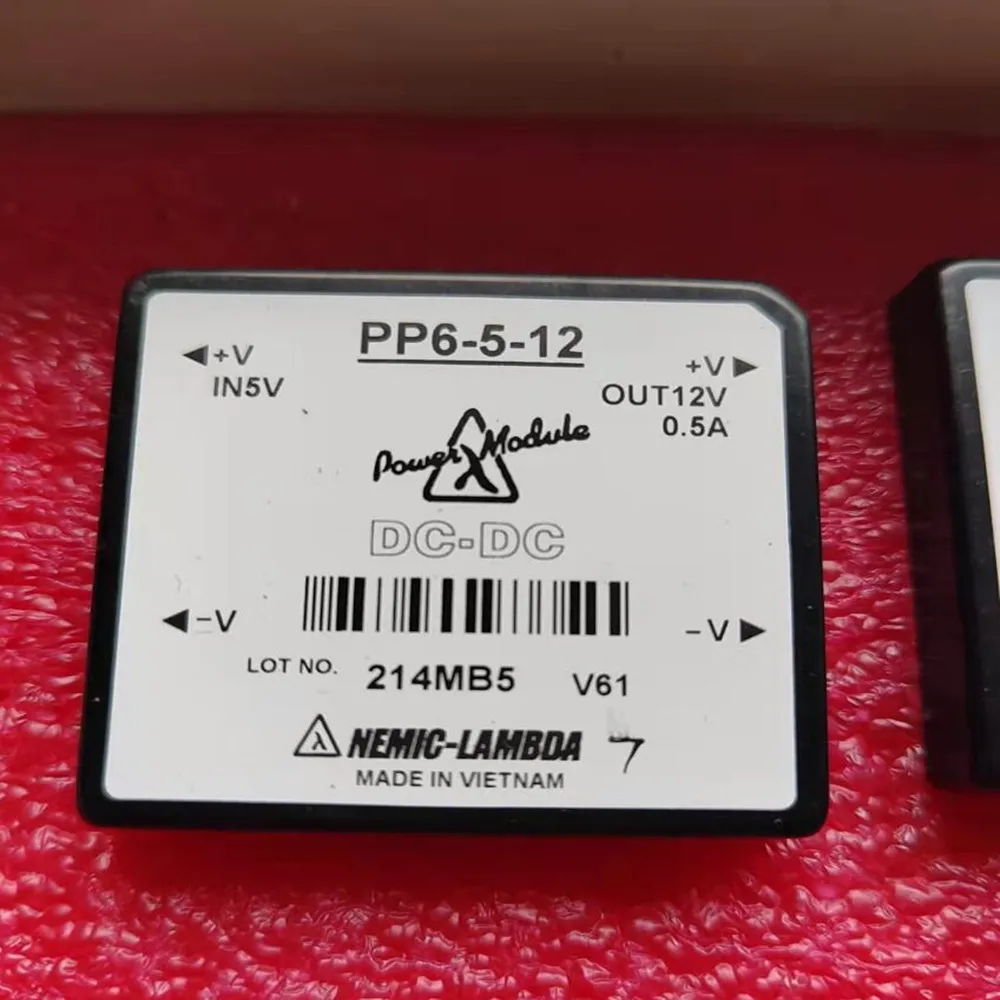 PP6-5-12
◀+V
IN5V
+V▶
OUT12V
0.5A
Power Module
λ
DC-DC
◀-V
-V▶
LOT NO. 214MB5 V61
λ NEMIC-LAMBDA 7
MADE IN VIETNAM